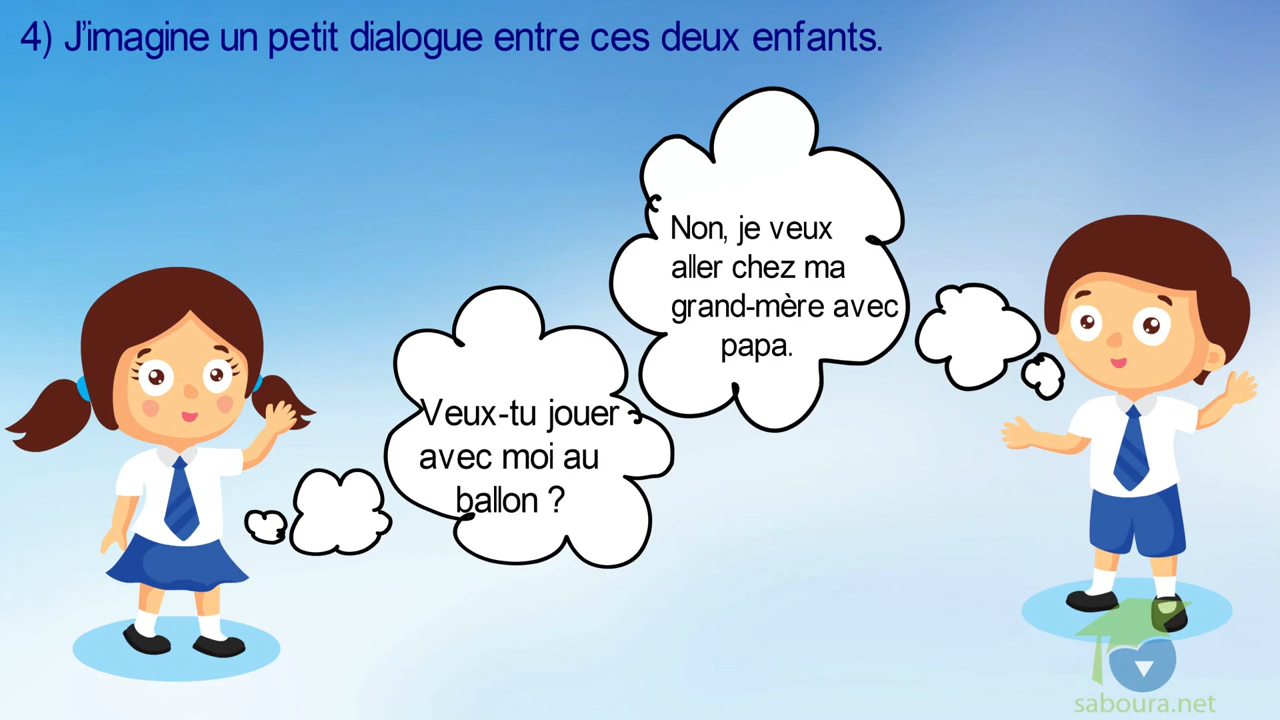 4) J'imagine un petit dialogue entre ces deux enfants.
Non, je veux
aller chez ma
grand-mère avec
papa.
Veux-tu jouer
avec moi au
ballon ?
saboura.net